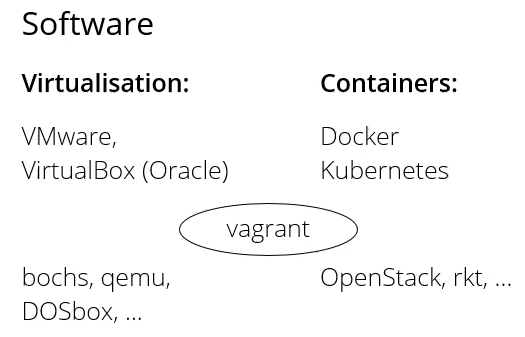 Software
Virtualisation:
VMware,
VirtualBox (Oracle)
Containers:
Docker
Kubernetes
vagrant
bochs, qemu,
DOSbox, ...
OpenStack, rkt, ...